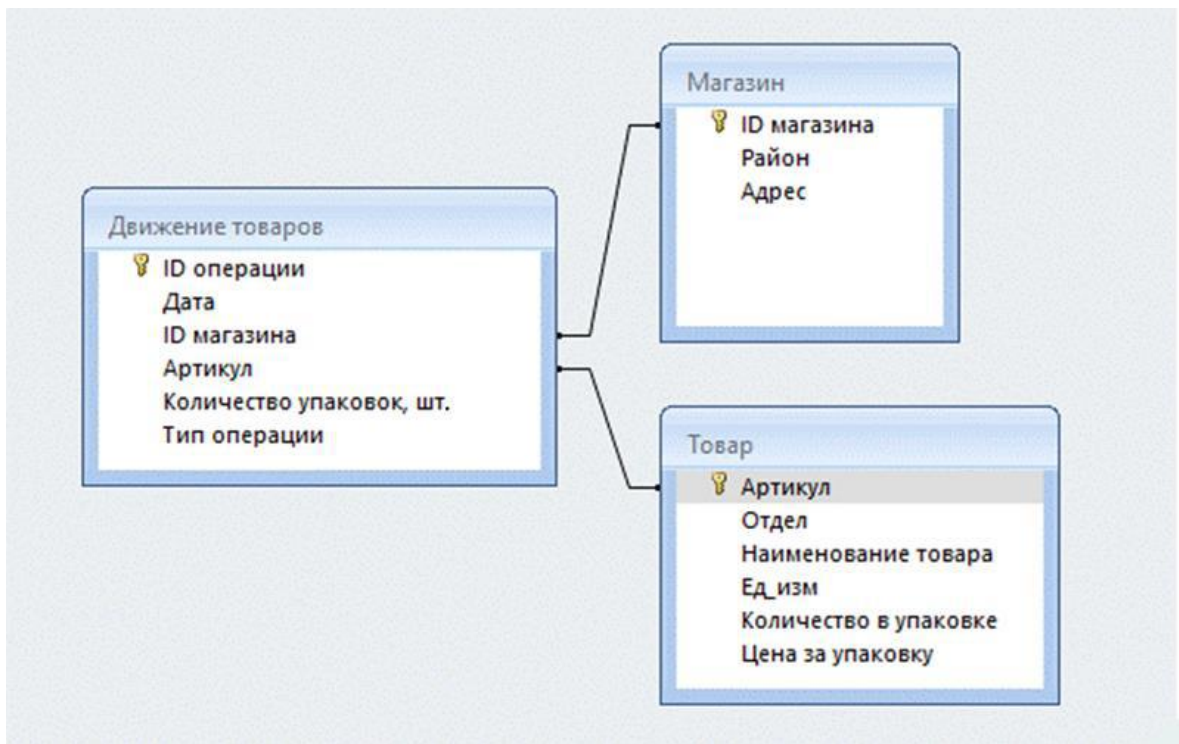 Движение товаров
ID операции
Дата
ID магазина
Артикул
Количество упаковок, шт.
Тип операции
Магазин
ID магазина
Район
Адрес
Товар
Артикул
Отдел
Наименование товара
Ед_изм
Количество в упаковке
Цена за упаковку